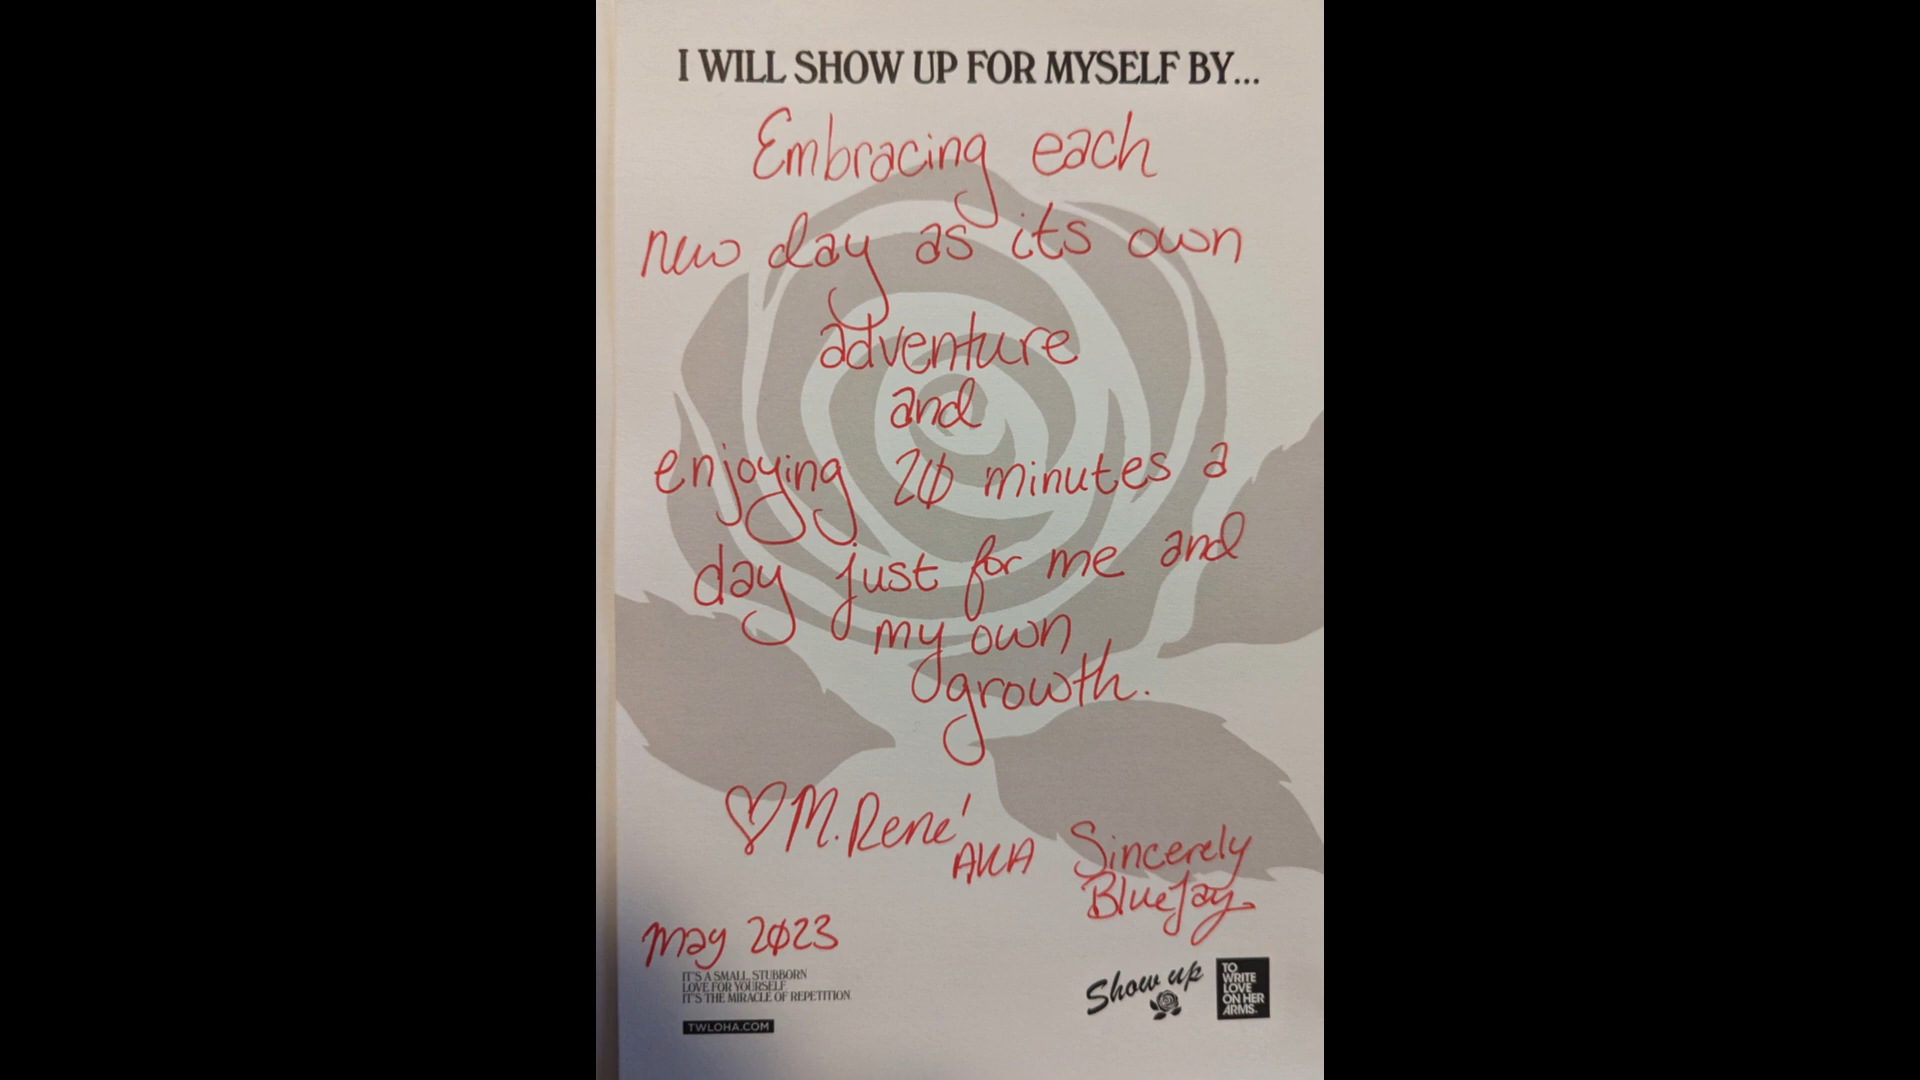 I WILL SHOW UP FOR MYSELF BY...
Embracing each
new day as its own
adventure
and
enjoying 20 minutes a
day just for me and
my own
growth.
♡ M. René
AKA Sincerely
BlueJay
May 2023
IT'S A SMALL, STUBBORN
LOVE FOR YOURSELF.
IT'S THE MIRACLE OF REPETITION.
TWLOHA.COM
Show up
TO
WRITE
LOVE
ON HER
ARMS.